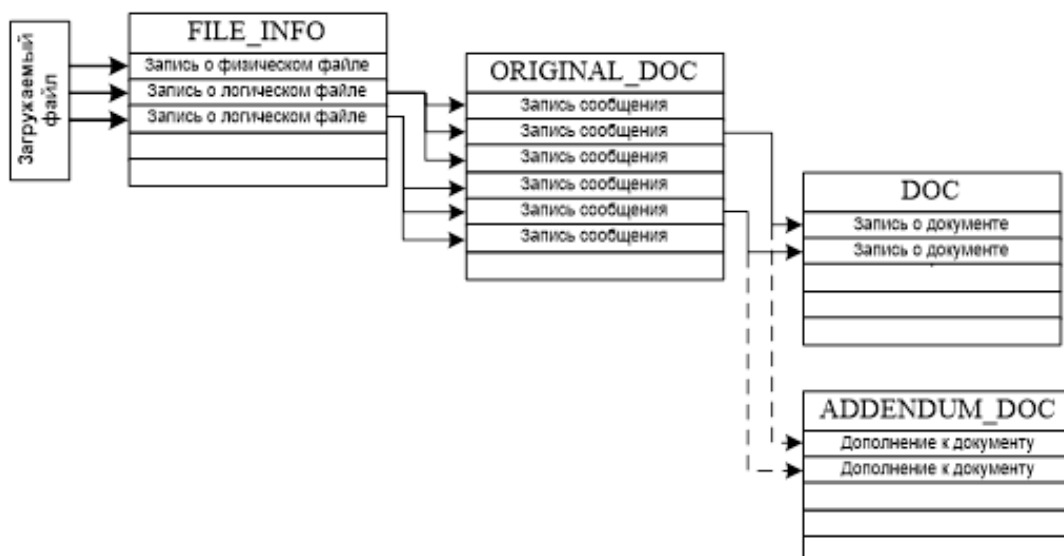 Загружаемый
файл
FILE_INFO
Запись о физическом файле
Запись о логическом файле
Запись о логическом файле
ORIGINAL_DOC
Запись сообщения
Запись сообщения
Запись сообщения
Запись сообщения
Запись сообщения
Запись сообщения
DOC
Запись о документе
Запись о документе
ADDENDUM_DOC
Дополнение к документу
Дополнение к документу